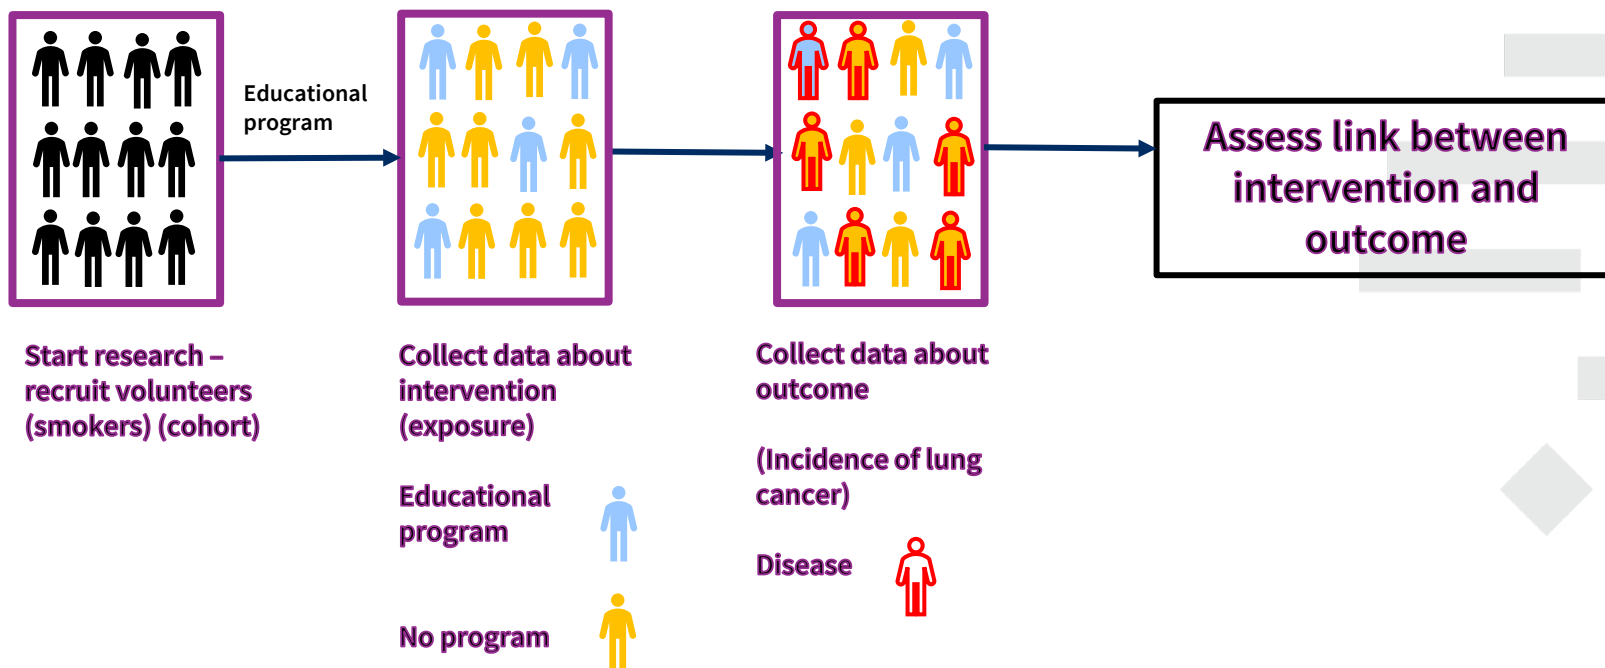 Educational
program
Assess link between
intervention and
outcome
Start research –
recruit volunteers
(smokers) (cohort)
Collect data about
intervention
(exposure)
Educational
program
No program
Collect data about
outcome
(Incidence of lung
cancer)
Disease